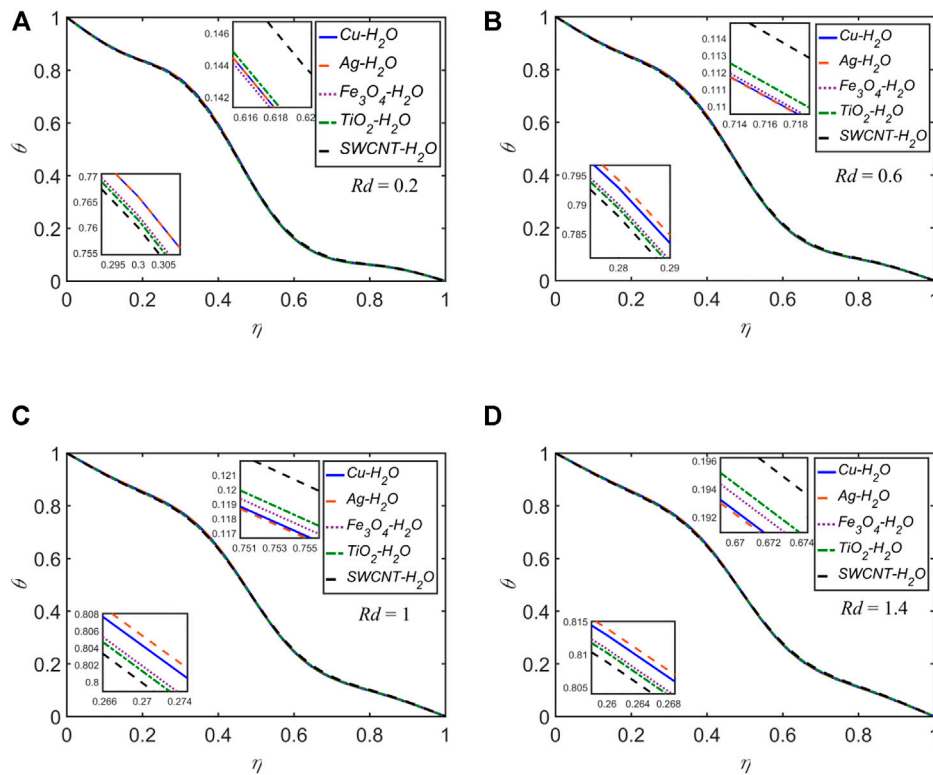 A
1
0.8
0.6
0.4
0.2
0
θ
0 0.2 0.4 0.6 0.8 1
η
0.146
0.144
0.142
0.616 0.618 0.62
0.77
0.765
0.76
0.755
0.295 0.3 0.305
Cu-H2O
Ag-H2O
Fe3O4-H2O
TiO2-H2O
SWCNT-H2O
Rd = 0.2
B
1
0.8
0.6
0.4
0.2
0
θ
0 0.2 0.4 0.6 0.8 1
η
0.114
0.113
0.112
0.11
0.714 0.716 0.718
0.795
0.79
0.785
0.28 0.29
Cu-H2O
Ag-H2O
Fe3O4-H2O
TiO2-H2O
SWCNT-H2O
Rd = 0.6
C
1
0.8
0.6
0.4
0.2
0
θ
0 0.2 0.4 0.6 0.8 1
η
0.121
0.12
0.119
0.118
0.117
0.751 0.753 0.755
0.808
0.806
0.804
0.802
0.8
0.266 0.27 0.274
Cu-H2O
Ag-H2O
Fe3O4-H2O
TiO2-H2O
SWCNT-H2O
Rd = 1
D
1
0.8
0.6
0.4
0.2
0
θ
0 0.2 0.4 0.6 0.8 1
η
0.196
0.194
0.192
0.67 0.672 0.674
0.815
0.81
0.805
0.26 0.264 0.268
Cu-H2O
Ag-H2O
Fe3O4-H2O
TiO2-H2O
SWCNT-H2O
Rd = 1.4